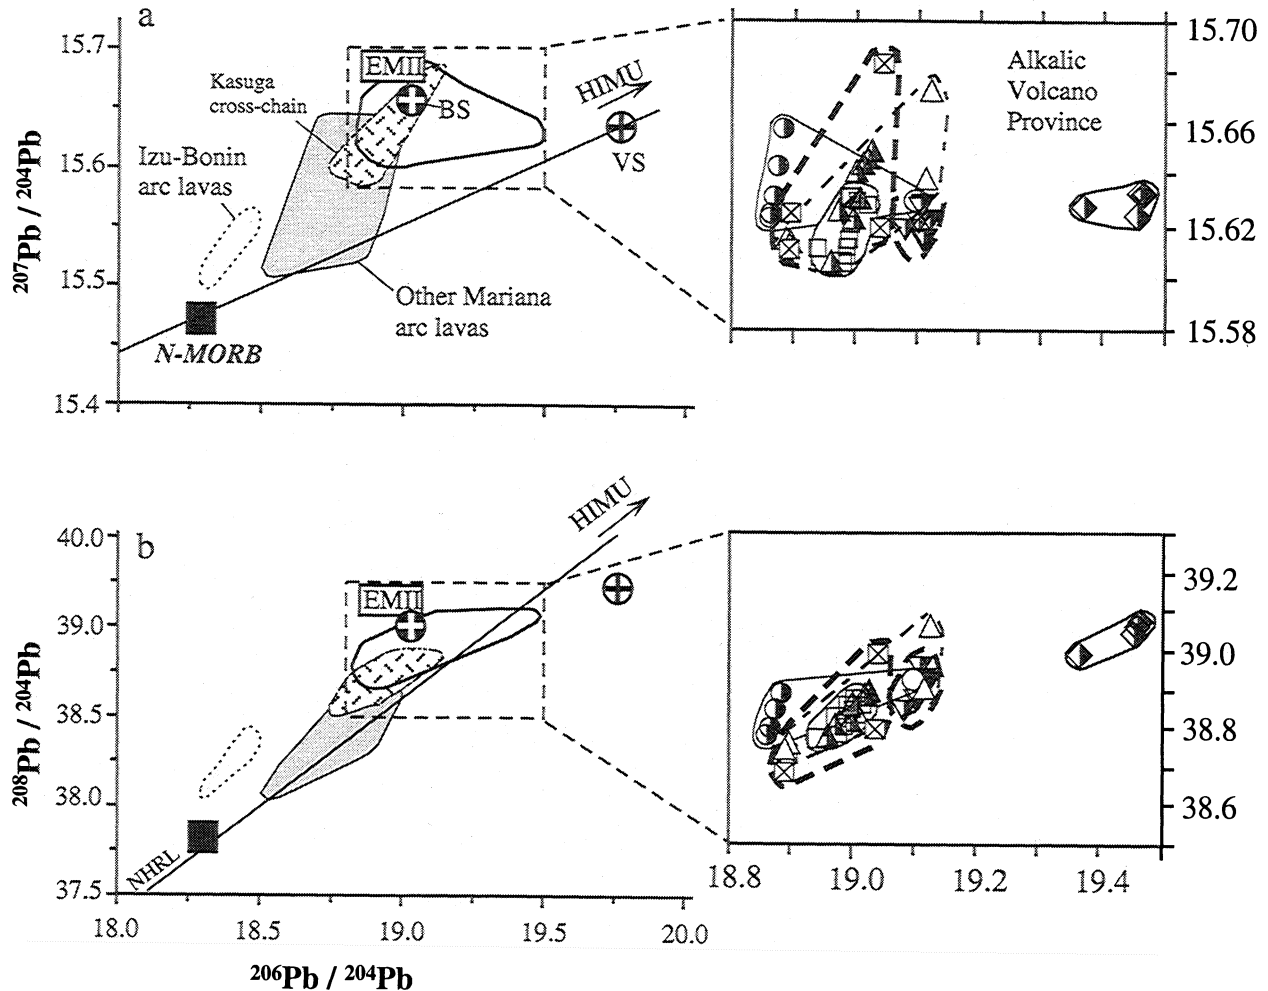 a
15.7
15.6
15.5
15.4
207Pb / 204Pb
EMII
Kasuga
cross-chain
BS
HIMU
VS
Izu-Bonin
arc lavas
Other Mariana
arc lavas
N-MORB
Alkalic
Volcano
Province
15.70
15.66
15.62
15.58
b
40.0
39.0
38.5
38.0
37.5
208Pb / 204Pb
HIMU
EMII
NHRL
18.0
18.5
19.0
19.5
20.0
206Pb / 204Pb
39.2
39.0
38.8
38.6
18.8
19.0
19.2
19.4